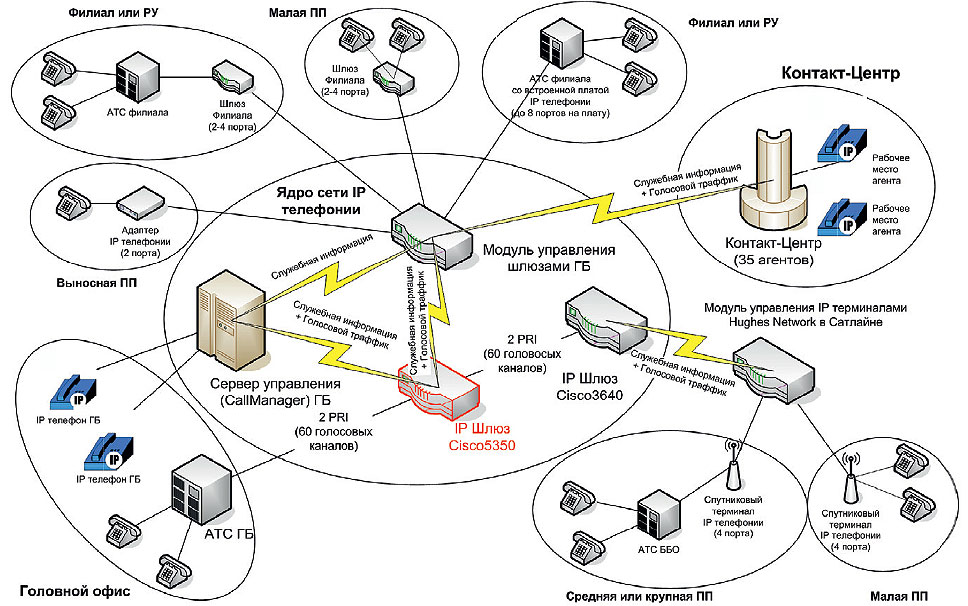 Филиал или РУ
Малая ПП
Филиал или РУ
АТС филиала
Шлюз
Филиала
(2-4 порта)
Шлюз
Филиала
(2-4 порта)
АТС филиала
со встроенной платой
IP телефонии
(до 8 портов на плату)
Контакт-Центр
IP
Рабочее
место
агента
IP
Рабочее
место
агента
Контакт-Центр
(35 агентов)
Служебная информация
+ Голосовой траффик
Адаптер
IP телефонии
(2 порта)
Выносная ПП
Ядро сети IP
телефонии
Модуль управления
шлюзами ГБ
Служебная информация
Служебная информация
+ Голосовой траффик
Служебная информация
+ Голосовой траффик
Сервер управления
(CallManager) ГБ
2 PRI
(60 головосых
каналов)
IP Шлюз
Cisco3640
2 PRI
(60 голосовых
каналов)
IP Шлюз
Cisco5350
Модуль управления IP терминалами
Hughes Network в Сатлайне
Служебная информация
+ Голосовой траффик
IP
IP телефон ГБ
IP
IP телефон ГБ
АТС ГБ
Головной офис
АТС ББО
Спутниковый
терминал
IP телефонии
(4 порта)
Средняя или крупная ПП
Спутниковый
терминал
IP телефонии
(4 порта)
Малая ПП